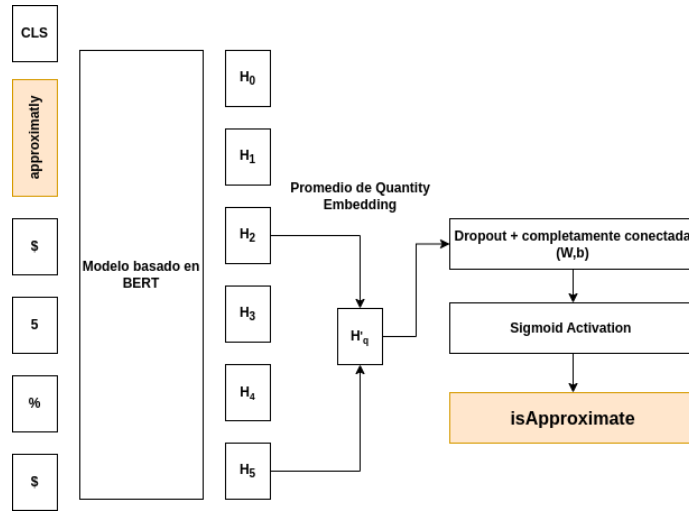 CLS
approximatly
$
5
%
$
Modelo basado en
BERT
H0
H1
H2
H3
H4
H5
Promedio de Quantity
Embedding
H'q
Dropout + completamente conectada
(W,b)
Sigmoid Activation
isApproximate